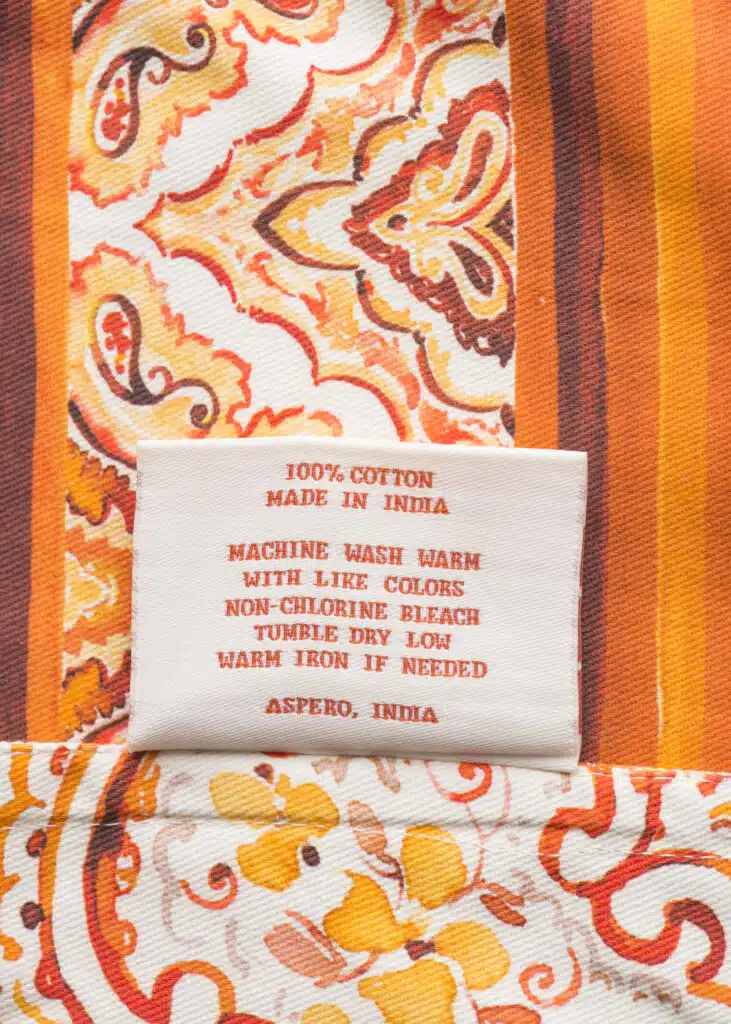 100% COTTON
MADE IN INDIA
MACHINE WASH WARM
WITH LIKE COLORS
NON-CHLORINE BLEACH
TUMBLE DRY LOW
WARM IRON IF NEEDED
ASPERO, INDIA